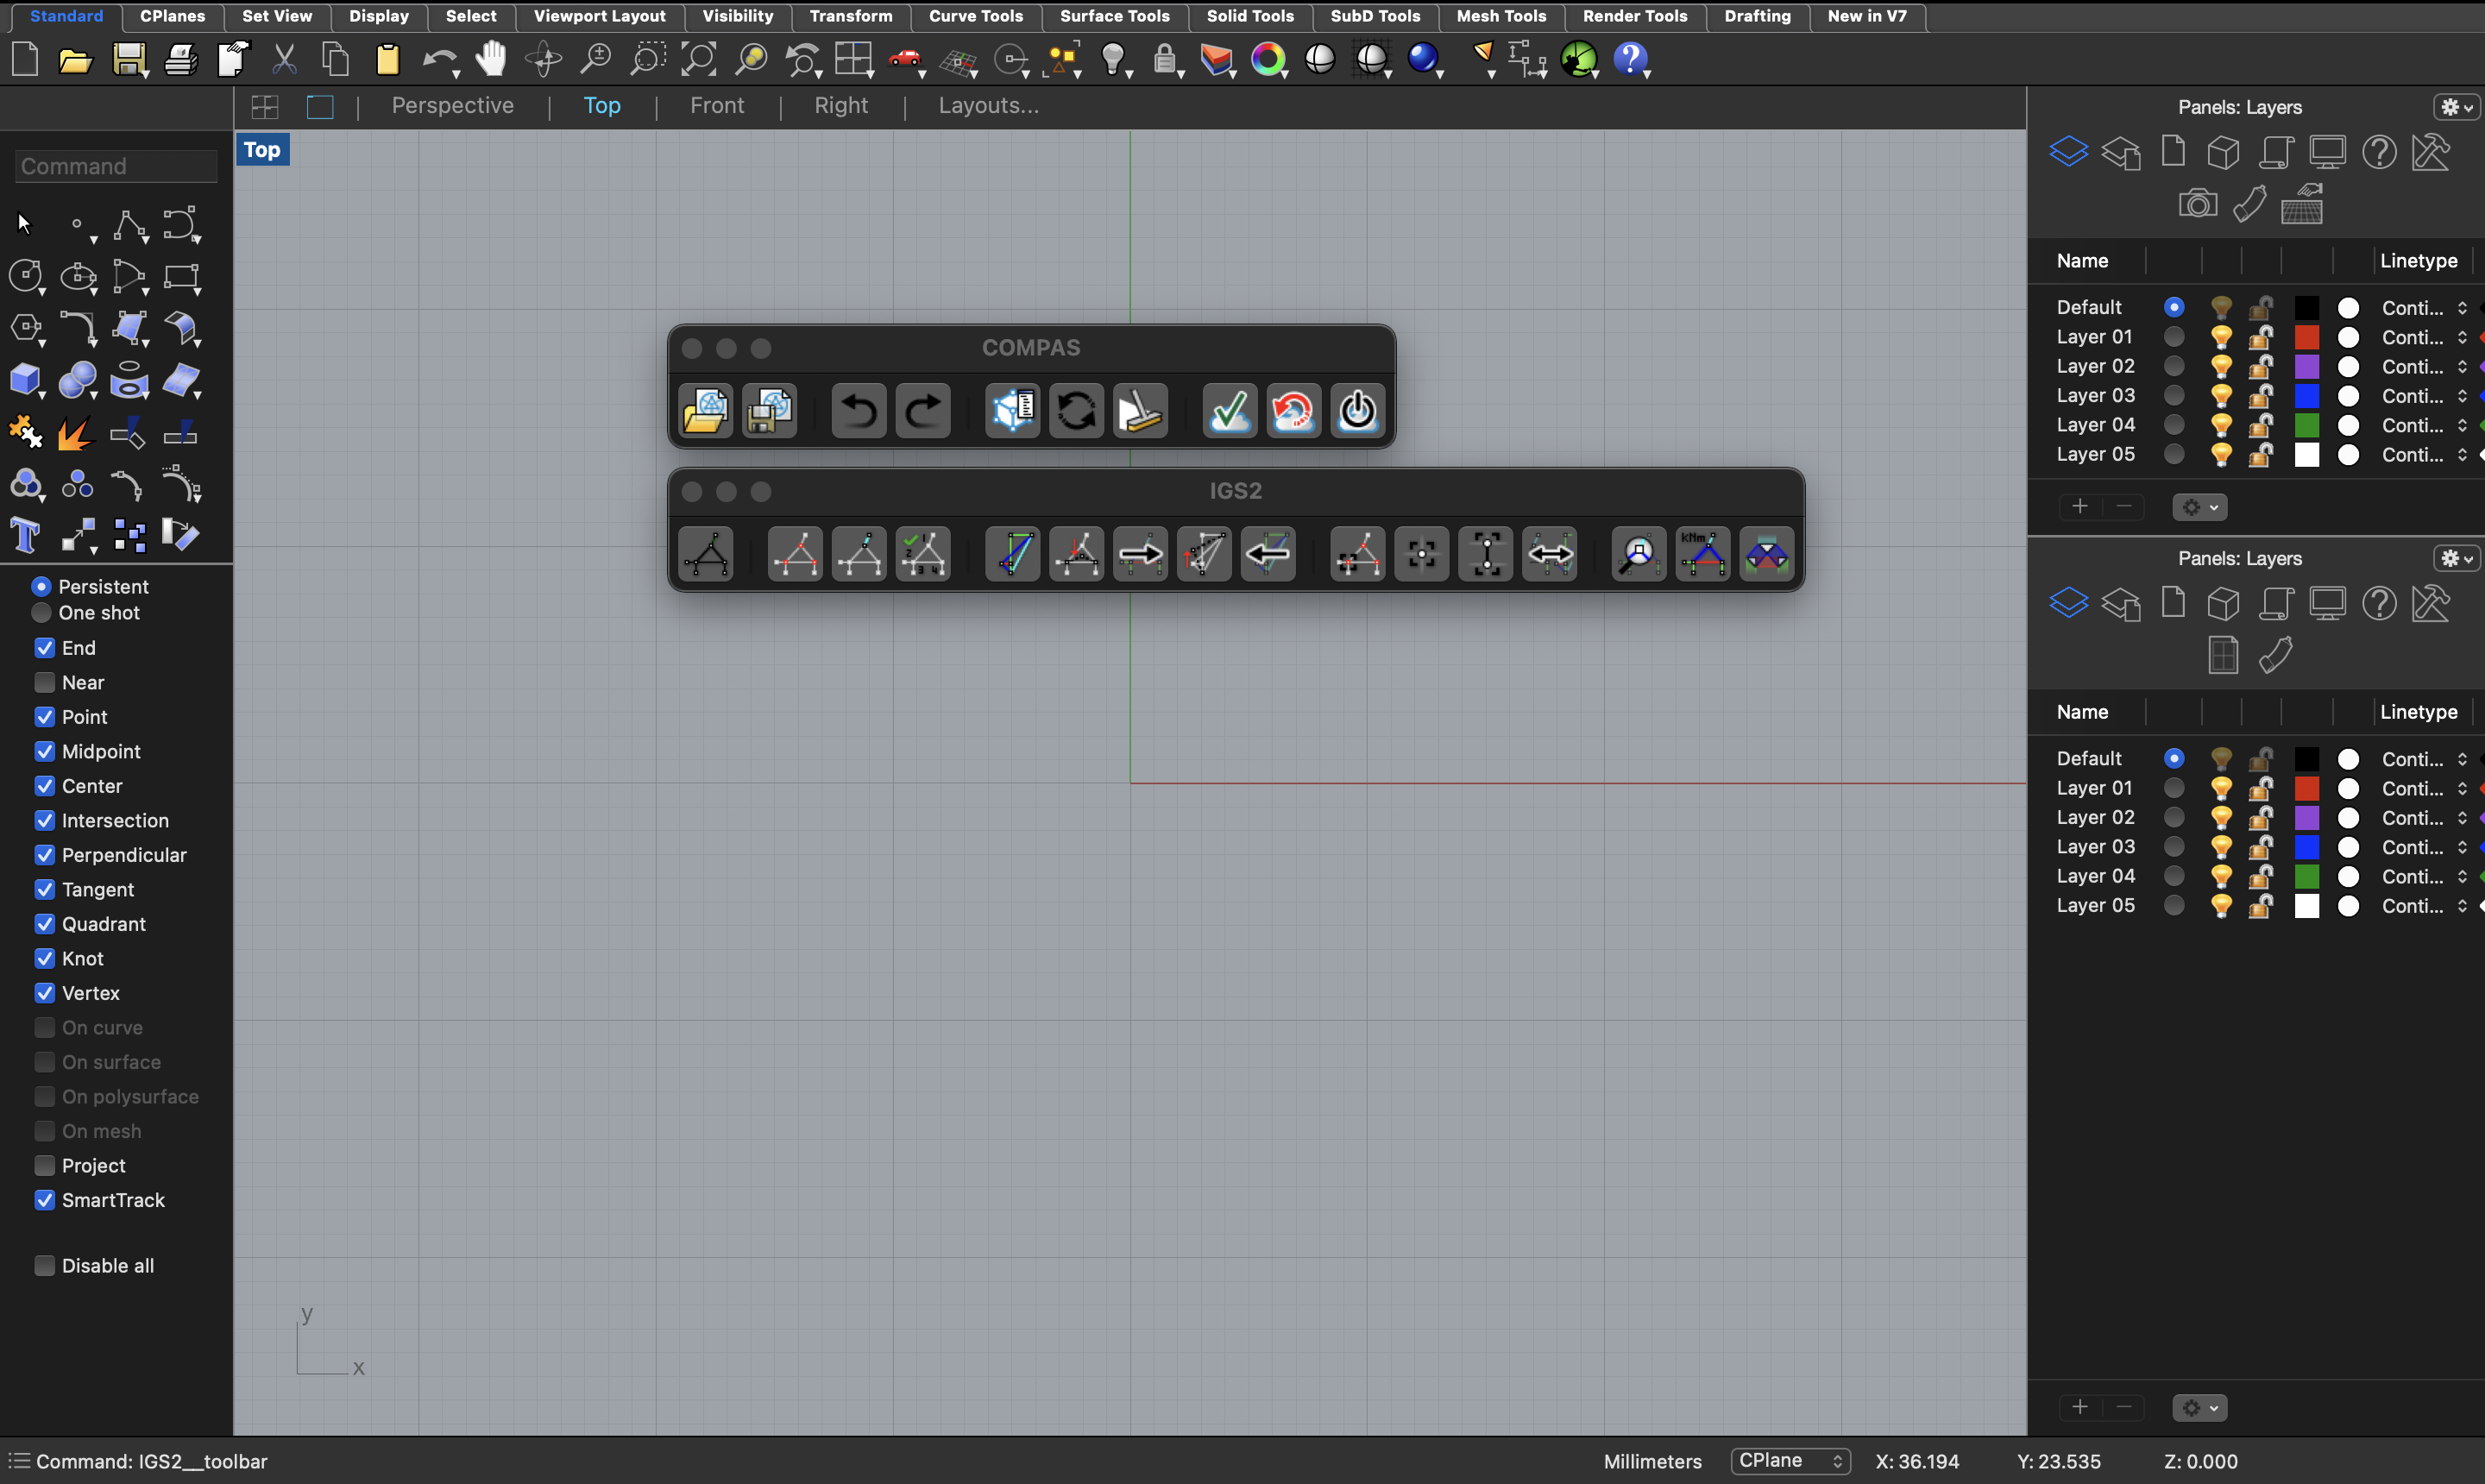 Standard CPlanes Set View Display Select Viewport Layout Visibility Transform Curve Tools Surface Tools Solid Tools SubD Tools Mesh Tools Render Tools Drafting New in V7
Perspective Top Front Right Layouts...
Top
Command
Persistent
One shot
End
Near
Point
Midpoint
Center
Intersection
Perpendicular
Tangent
Quadrant
Knot
Vertex
On curve
On surface
On polysurface
On mesh
Project
SmartTrack
Disable all
COMPAS
IGS2
kNm
y
x
Panels: Layers
Name Linetype
Default Conti...
Layer 01 Conti...
Layer 02 Conti...
Layer 03 Conti...
Layer 04 Conti...
Layer 05 Conti...
Panels: Layers
Name Linetype
Default Conti...
Layer 01 Conti...
Layer 02 Conti...
Layer 03 Conti...
Layer 04 Conti...
Layer 05 Conti...
Command: IGS2__toolbar
Millimeters CPlane X: 36.194 Y: 23.535 Z: 0.000